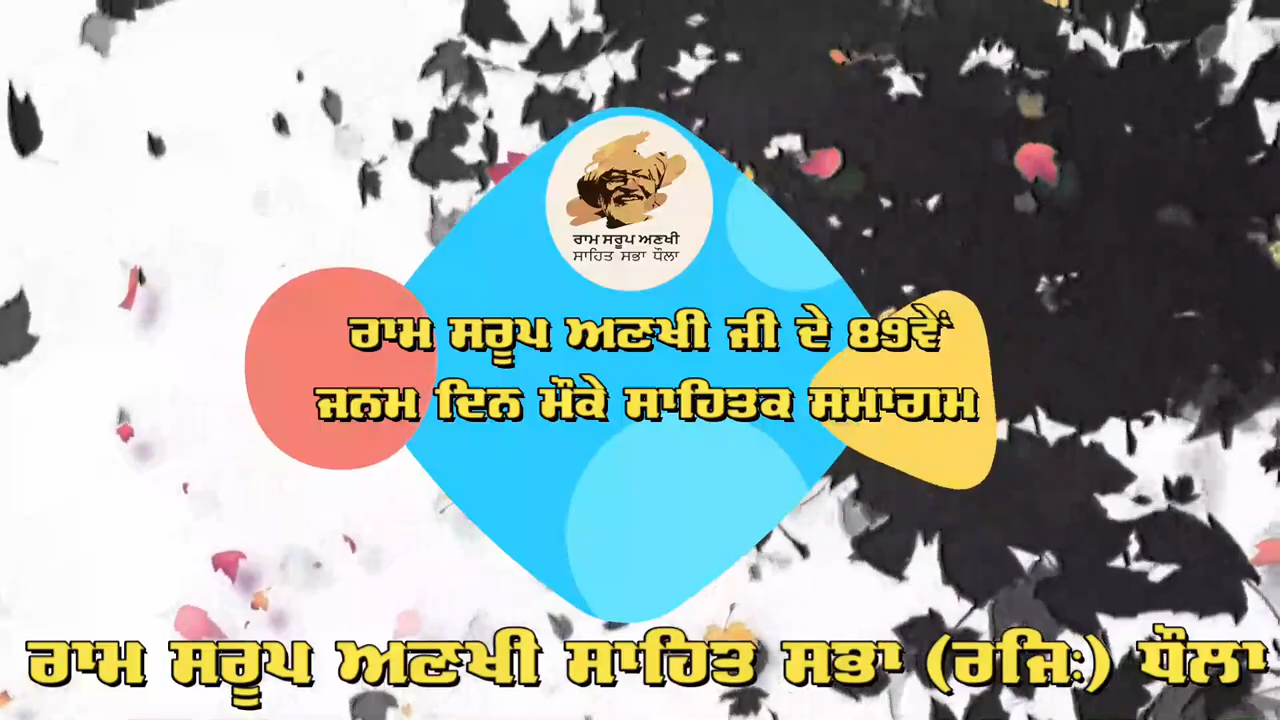 ਰਾਮ ਸਰੂਪ ਅਣਖੀ
ਸਾਹਿਤ ਸਭਾ ਧੌਲਾ
ਰਾਮ ਸਰੂਪ ਅਣਖੀ ਜੀ ਦੇ 89ਵੇਂ
ਜਨਮ ਦਿਨ ਮੌਕੇ ਸਾਹਿਤਕ ਸਮਾਗਮ
ਰਾਮ ਸਰੂਪ ਅਣਖੀ ਸਾਹਿਤ ਸਭਾ (ਰਜਿ:) ਧੌਲਾ